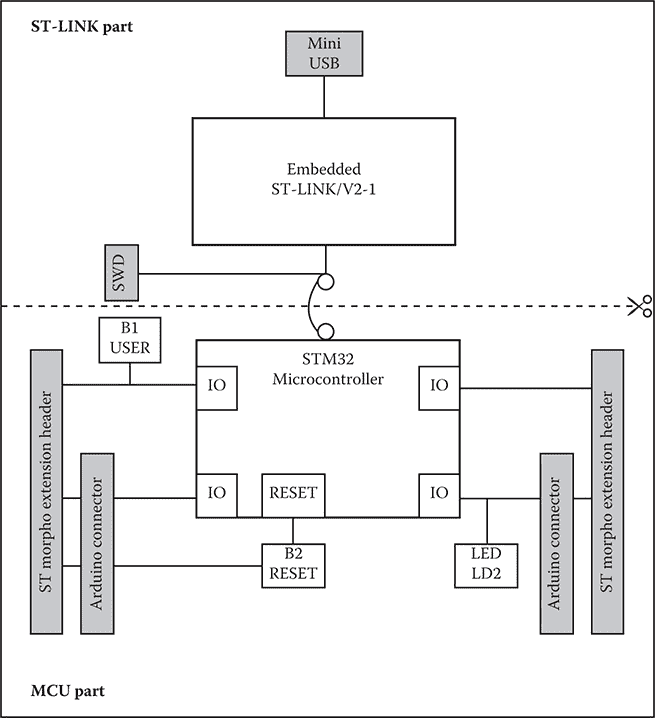 ST-LINK part
Mini
USB
Embedded
ST-LINK/V2-1
SWD
B1
USER
STM32
Microcontroller
IO
IO
ST morpho extension header
Arduino connector
IO
RESET
IO
Arduino connector
ST morpho extension header
B2
RESET
LED
LD2
MCU part